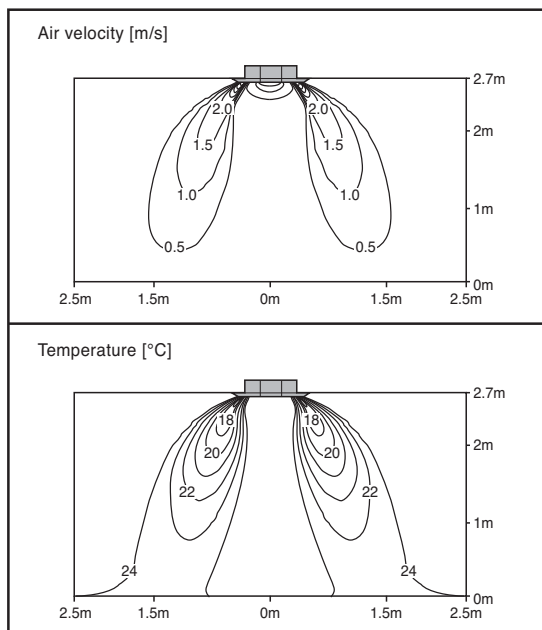 Air velocity [m/s]
2.7m
2.0 2.0
2m
1.5 1.5
1.0 1.0
1m
0.5 0.5
0m
2.5m 1.5m 0m 1.5m 2.5m
Temperature [°C]
2.7m
18 18
2m
20 20
22 22
1m
24 24
0m
2.5m 1.5m 0m 1.5m 2.5m